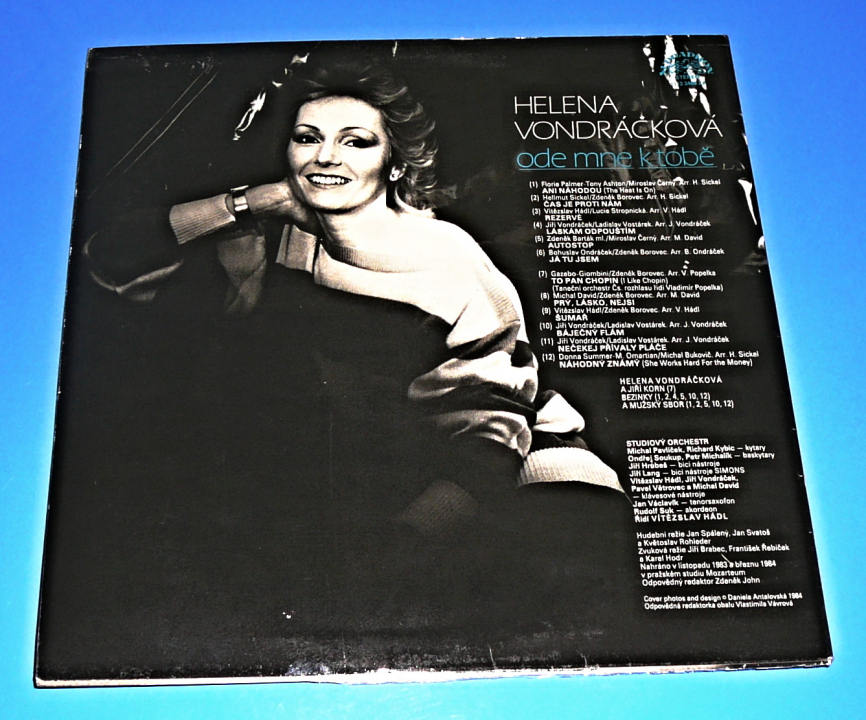 SUPRAPHON
HELENA
VONDRÁČKOVÁ
ode mne k tobě
(1) Florie Palmer-Tony Ashton/Miroslav Černý. Arr. H. Sickel
ANI NÁHODOU (The Heat Is On)
(2) Hellmut Sickel/Zdeněk Borovec. Arr. H. Sickel
ČAS JE PROTI NÁM
(3) Vítězslav Hádl/Lucie Stropnická. Arr. V. Hádl
REZERVÉ
(4) Jiří Vondráček/Ladislav Vostárek. Arr. J. Vondráček
LÁSKÁM ODPOUŠTÍM
(5) Zdeněk Barták ml./Miroslav Černý. Arr. M. David
AUTOSTOP
(6) Bohuslav Ondráček/Zdeněk Borovec. Arr. B. Ondráček
JÁ TU JSEM
(7) Gazebo-Giombini/Zdeněk Borovec. Arr. V. Popelka
TO PAN CHOPIN (I Like Chopin)
(Taneční orchestr Čs. rozhlasu řídí Vladimír Popelka)
(8) Michal David/Zdeněk Borovec. Arr. M. David
PRÝ, LÁSKO, NEJSI
(9) Vítězslav Hádl/Zdeněk Borovec. Arr. V. Hádl
ŠUMAŘ
(10) Jiří Vondráček/Ladislav Vostárek. Arr. J. Vondráček
BÁJEČNÝ FLÁM
(11) Jiří Vondráček/Ladislav Vostárek. Arr. J. Vondráček
NEČEKEJ PŘÍVALY PLÁČE
(12) Donna Summer-M. Omartian/Michal Bukovič. Arr. H. Sickel
NÁHODNÝ ZNÁMÝ (She Works Hard For the Money)
HELENA VONDRÁČKOVÁ
A JIŘÍ KORN (7)
BEZINKY (1, 2, 4, 5, 10, 12)
A MUŽSKÝ SBOR (1, 2, 5, 10, 12)
STUDIOVÝ ORCHESTR
Michal Pavlíček, Richard Kybic — kytary
Ondřej Soukup, Petr Michalík — baskytary
Jiří Hrubeš — bicí nástroje
Jiří Lang — bicí nástroje SIMONS
Vítězslav Hádl, Jiří Vondráček,
Pavel Větrovec a Michal David
— klávesové nástroje
Jan Václavík — tenorsaxofon
Rudolf Suk — akordeon
Řídí VÍTĚZSLAV HÁDL
Hudební režie Jan Spálený, Jan Svatoš
a Květoslav Rohleder
Zvuková režie Jiří Brabec, František Řebíček
a Karel Hodr
Nahráno v listopadu 1983 a březnu 1984
v pražském studiu Mozarteum
Odpovědný redaktor Zdeněk John
Cover photos and design © Daniela Antalovská 1984
Odpovědná redaktorka obalu Vlastimila Vávrová